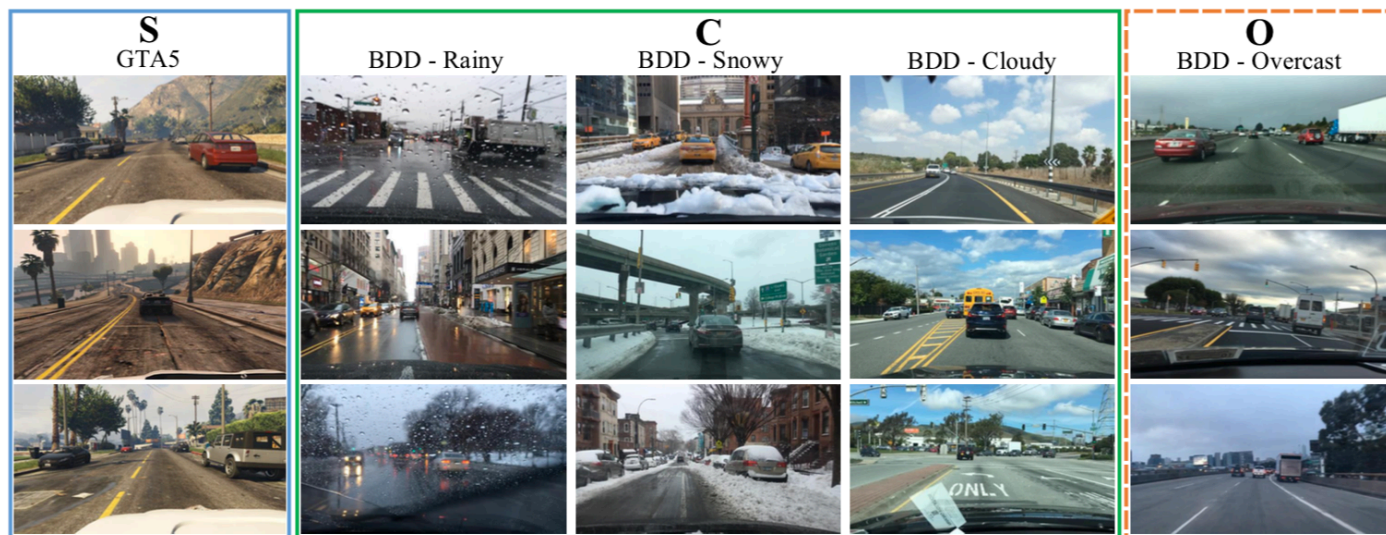 S
GTA5
C
BDD - Rainy
BDD - Snowy
BDD - Cloudy
O
BDD - Overcast
ONLY